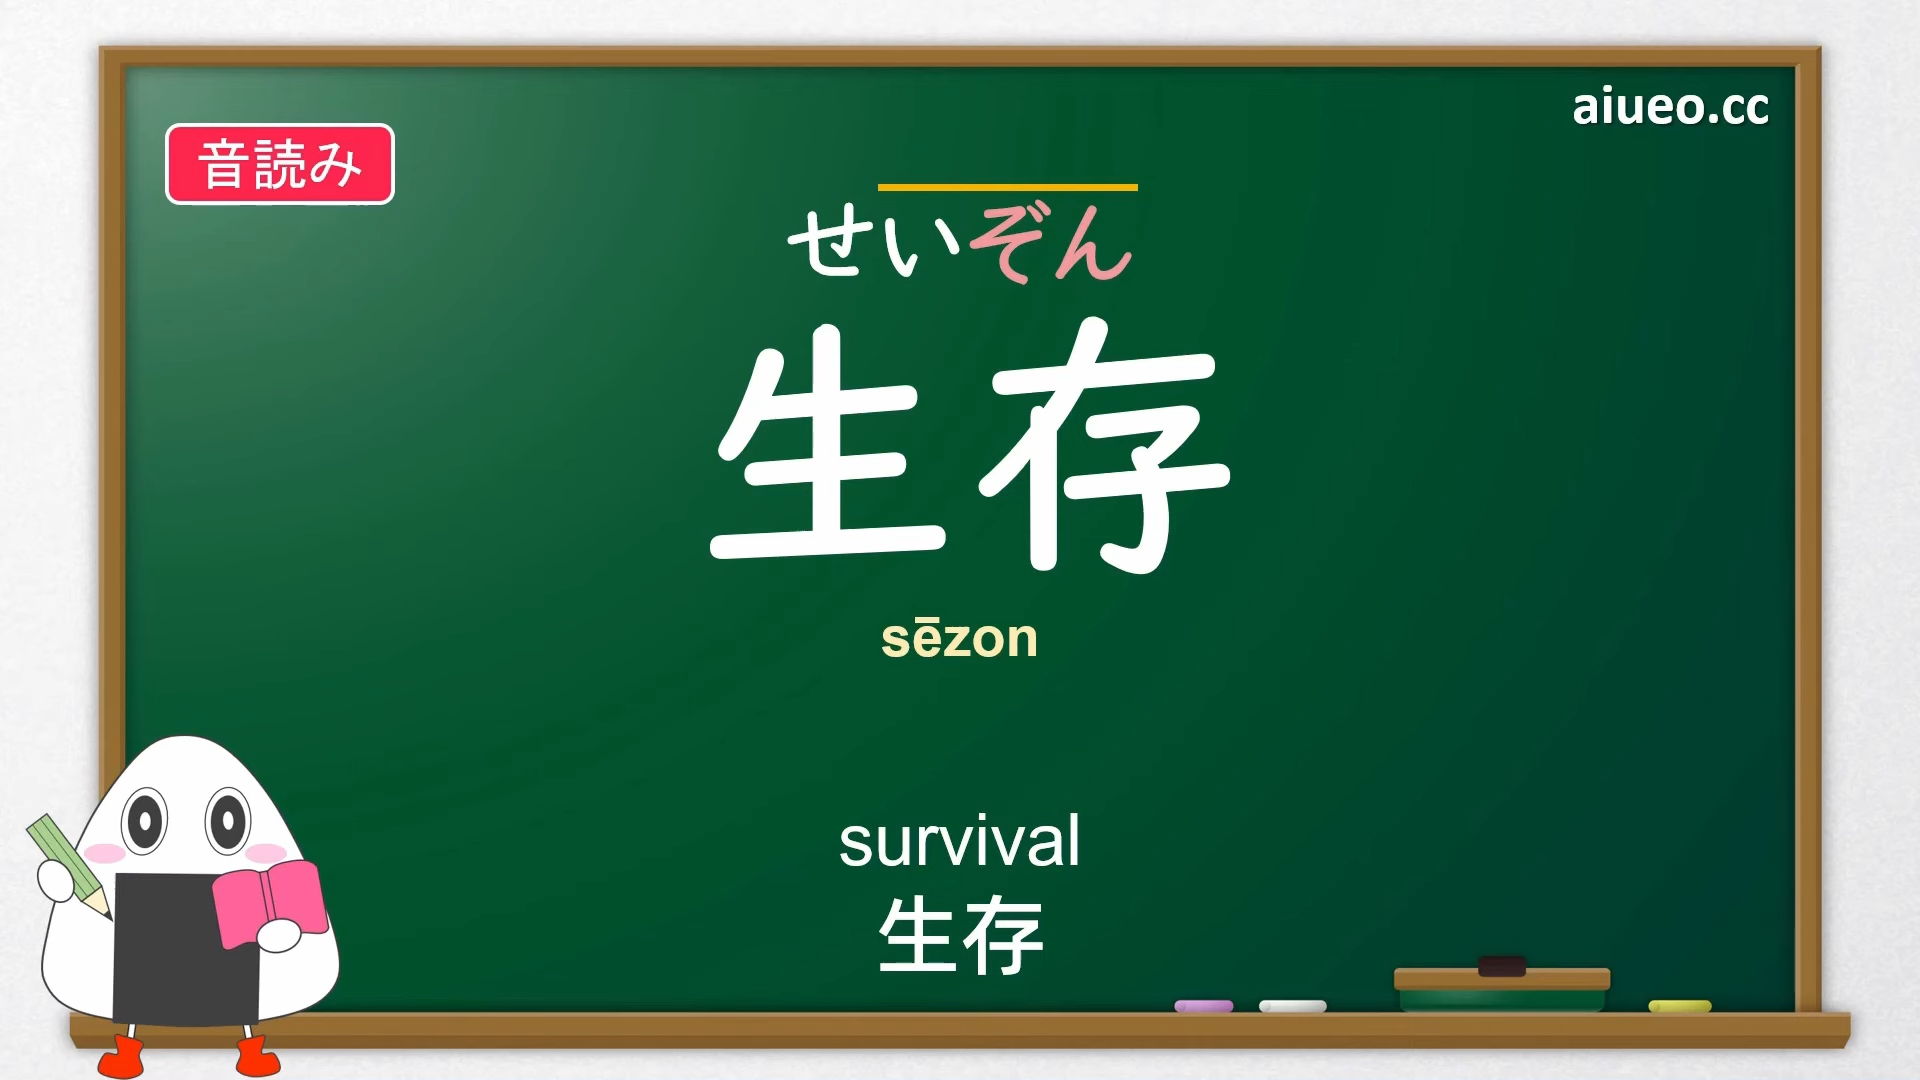 aiueo.cc
音読み
せいぞん
生存
sēzon
survival
生存